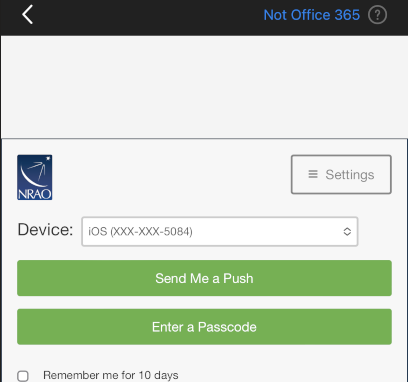 Not Office 365 ?
NRAO
Settings
Device: iOS (XXX-XXX-5084)
Send Me a Push
Enter a Passcode
Remember me for 10 days